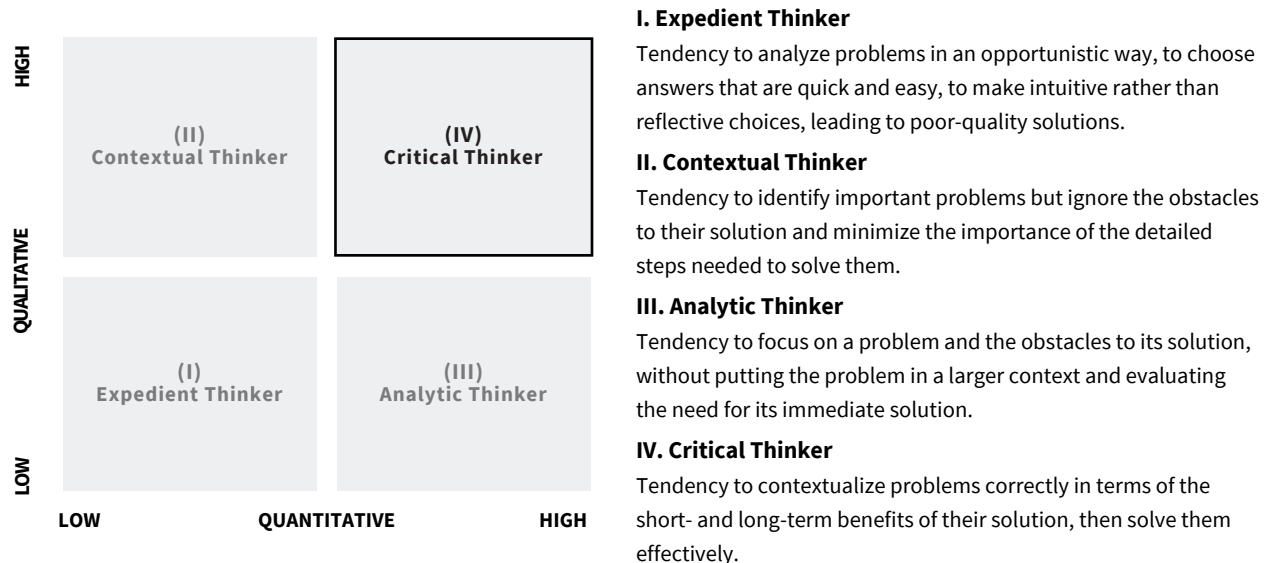 HIGH
QUALITATIVE
LOW
(II)
Contextual Thinker
(IV)
Critical Thinker
(I)
Expedient Thinker
(III)
Analytic Thinker
LOW
QUANTITATIVE
HIGH
I. Expedient Thinker
Tendency to analyze problems in an opportunistic way, to choose
answers that are quick and easy, to make intuitive rather than
reflective choices, leading to poor-quality solutions.
II. Contextual Thinker
Tendency to identify important problems but ignore the obstacles
to their solution and minimize the importance of the detailed
steps needed to solve them.
III. Analytic Thinker
Tendency to focus on a problem and the obstacles to its solution,
without putting the problem in a larger context and evaluating
the need for its immediate solution.
IV. Critical Thinker
Tendency to contextualize problems correctly in terms of the
short- and long-term benefits of their solution, then solve them
effectively.